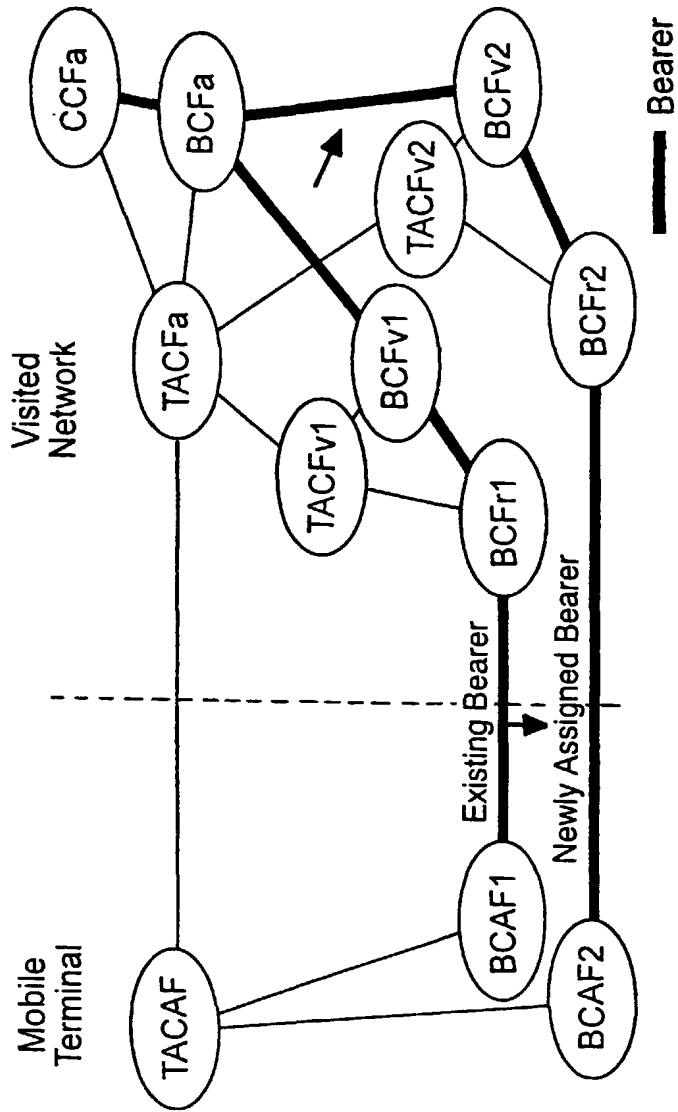 Mobile
Terminal
Visited
Network
TACAF
TACFa
CCFa
BCFa
TACFv1
BCFv1
TACFv2
BCFv2
BCAF1
Existing Bearer
BCFr1
BCAF2
Newly Assigned Bearer
BCFr2
Bearer